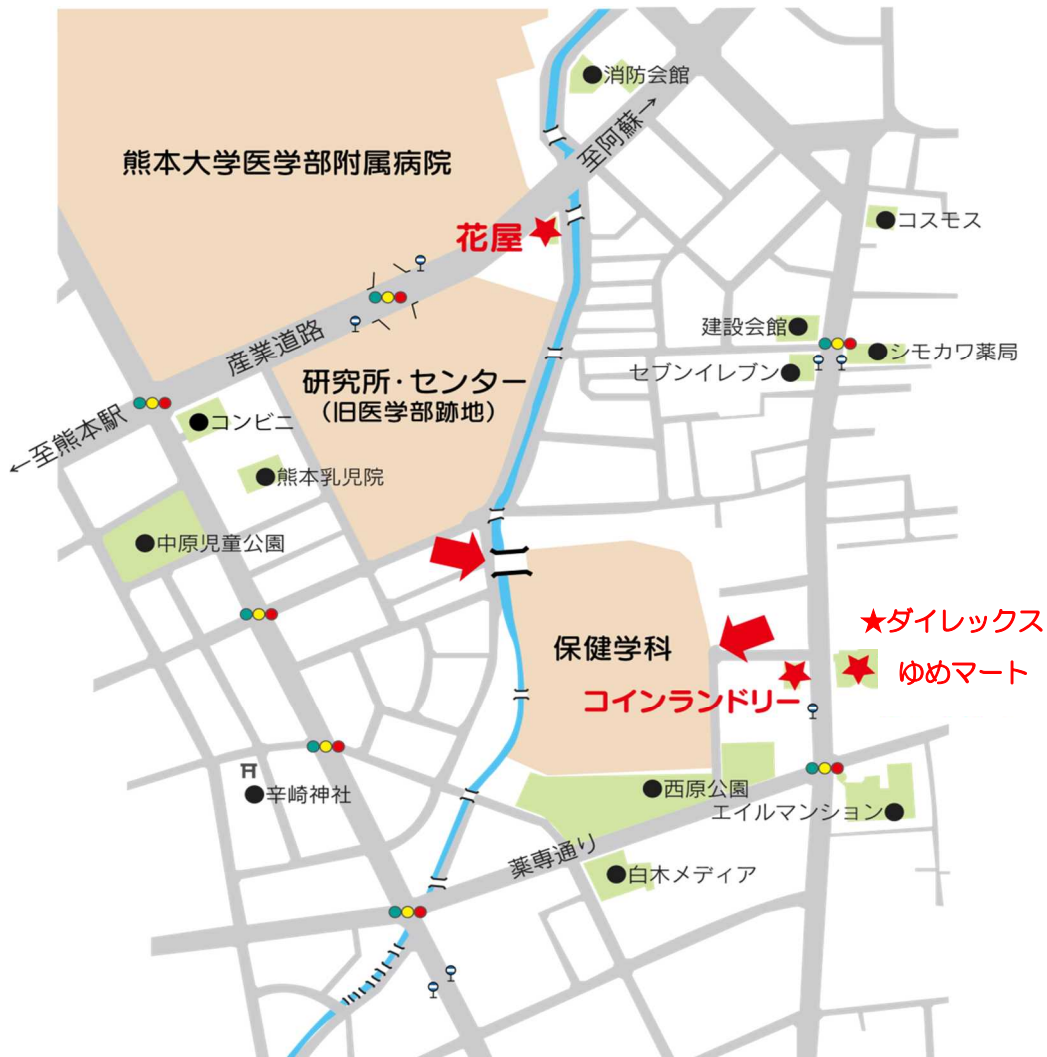 消防会館
至阿蘇→
熊本大学医学部附属病院
コスモス
花屋
建設会館
シモカワ薬局
産業道路
セブンイレブン
研究所・センター
(旧医学部跡地)
コンビニ
←至熊本駅
熊本乳児院
中原児童公園
★ダイレックス
保健学科
ゆめマート
コインランドリー
西原公園
辛崎神社
エイルマンション
薬専通り
白木メディア